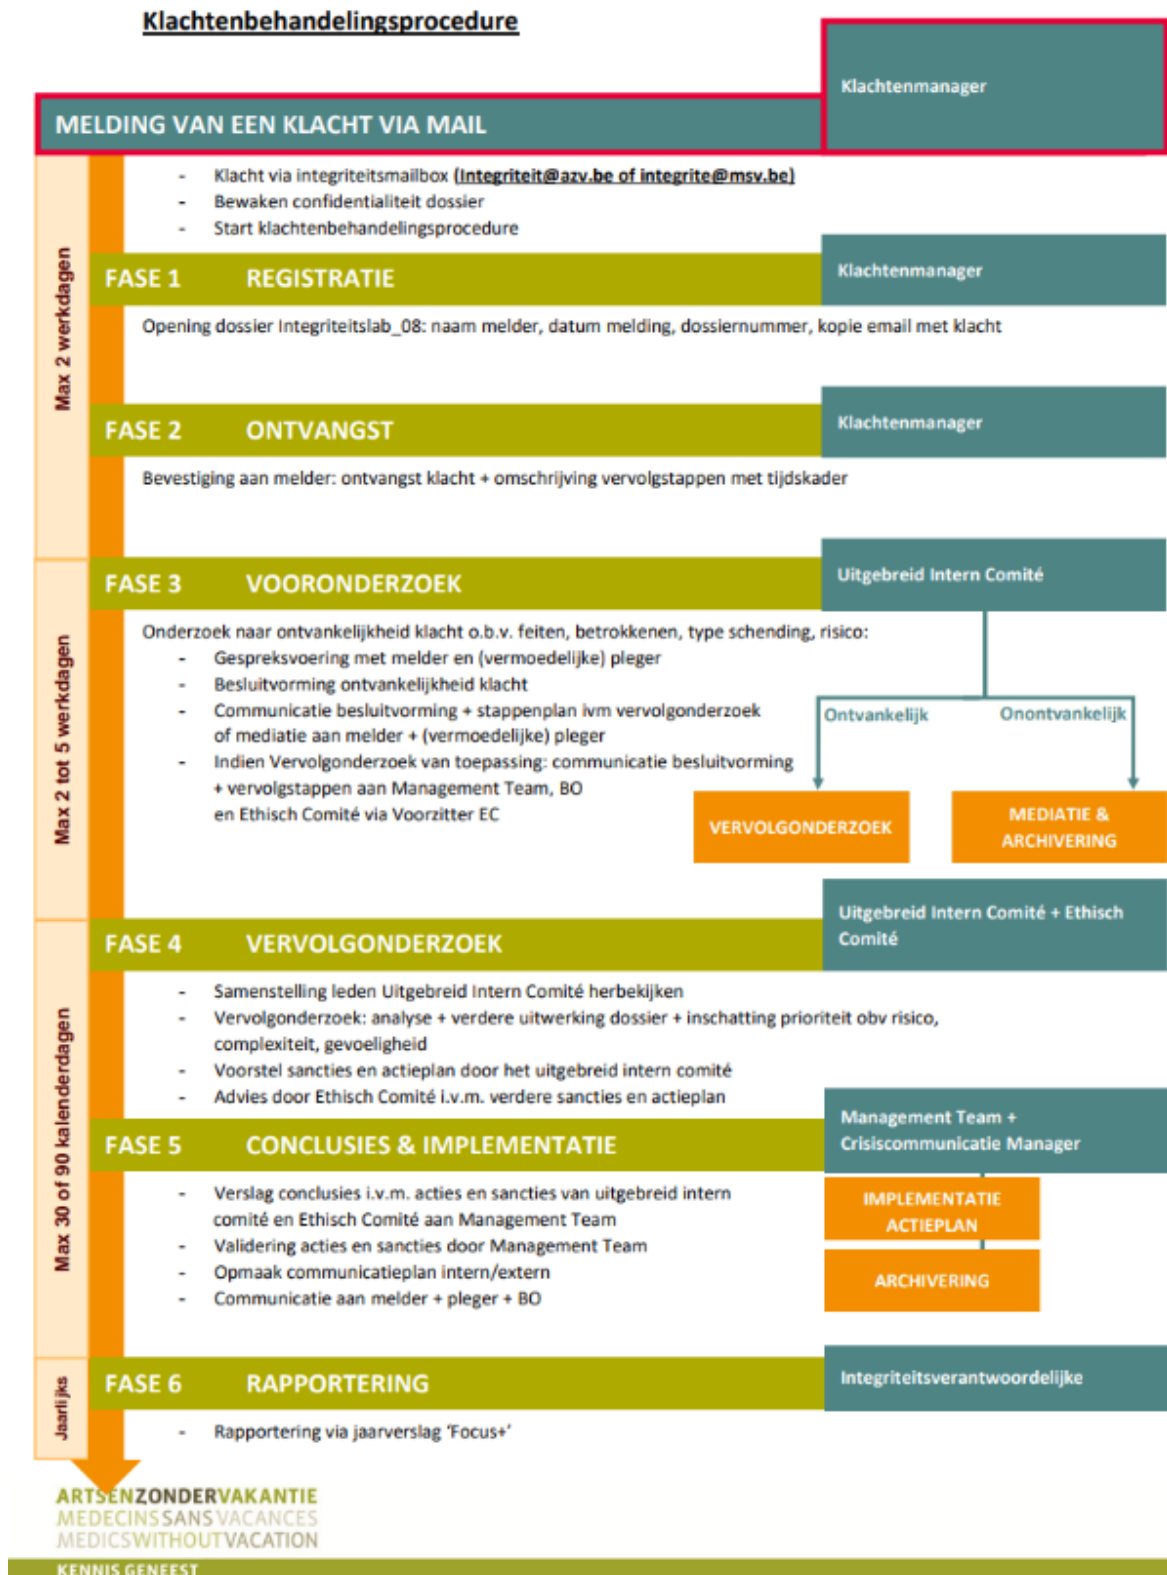 Klachtenbehandelingsprocedure
Klachtenmanager
MELDING VAN EEN KLACHT VIA MAIL
Max 2 werkdagen
- Klacht via integriteitsmailbox (Integriteit@azv.be of integrite@msv.be)
- Bewaken confidentialiteit dossier
- Start klachtenbehandelingsprocedure
FASE 1 REGISTRATIE
Klachtenmanager
Opening dossier Integriteitslab_08: naam melder, datum melding, dossiernummer, kopie email met klacht
FASE 2 ONTVANGST
Klachtenmanager
Bevestiging aan melder: ontvangst klacht + omschrijving vervolgstappen met tijdskader
Max 2 tot 5 werkdagen
FASE 3 VOORONDERZOEK
Uitgebreid Intern Comité
Onderzoek naar ontvankelijkheid klacht o.b.v. feiten, betrokkenen, type schending, risico:
- Gespreksvoering met melder en (vermoedelijke) pleger
- Besluitvorming ontvankelijkheid klacht
- Communicatie besluitvorming + stappenplan ivm vervolgonderzoek
of mediatie aan melder + (vermoedelijke) pleger
- Indien Vervolgonderzoek van toepassing: communicatie besluitvorming
+ vervolgstappen aan Management Team, BO
en Ethisch Comité via Voorzitter EC
Ontvankelijk
Onontvankelijk
VERVOLGONDERZOEK
MEDIATIE &
ARCHIVERING
Max 30 of 90 kalenderdagen
FASE 4 VERVOLGONDERZOEK
Uitgebreid Intern Comité + Ethisch
Comité
- Samenstelling leden Uitgebreid Intern Comité herbekijken
- Vervolgonderzoek: analyse + verdere uitwerking dossier + inschatting prioriteit obv risico,
complexiteit, gevoeligheid
- Voorstel sancties en actieplan door het uitgebreid intern comité
- Advies door Ethisch Comité i.v.m. verdere sancties en actieplan
FASE 5 CONCLUSIES & IMPLEMENTATIE
Management Team +
Crisiscommunicatie Manager
- Verslag conclusies i.v.m. acties en sancties van uitgebreid intern
comité en Ethisch Comité aan Management Team
- Validering acties en sancties door Management Team
- Opmaak communicatieplan intern/extern
- Communicatie aan melder + pleger + BO
IMPLEMENTATIE
ACTIEPLAN
ARCHIVERING
Jaarlijks
FASE 6 RAPPORTERING
Integriteitsverantwoordelijke
- Rapportering via jaarverslag 'Focus+'
ARTSENZONDERVAKANTIE
MEDECINSSANSVACANCES
MEDICSWITHOUTVACATION
KENNIS GENEEST